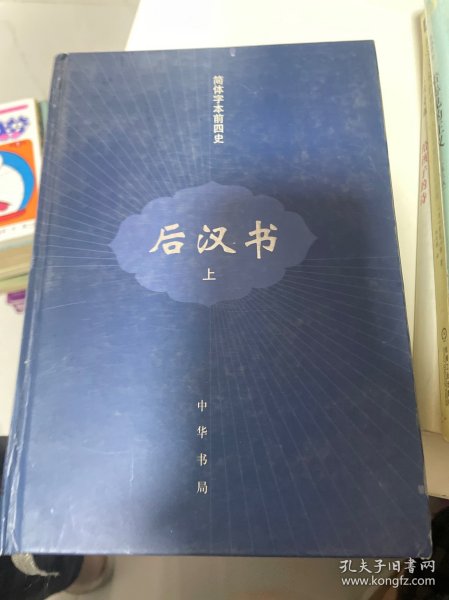 简体字本前四史
后汉书
上
中华书局
孔夫子旧书网
www.kongfz.com